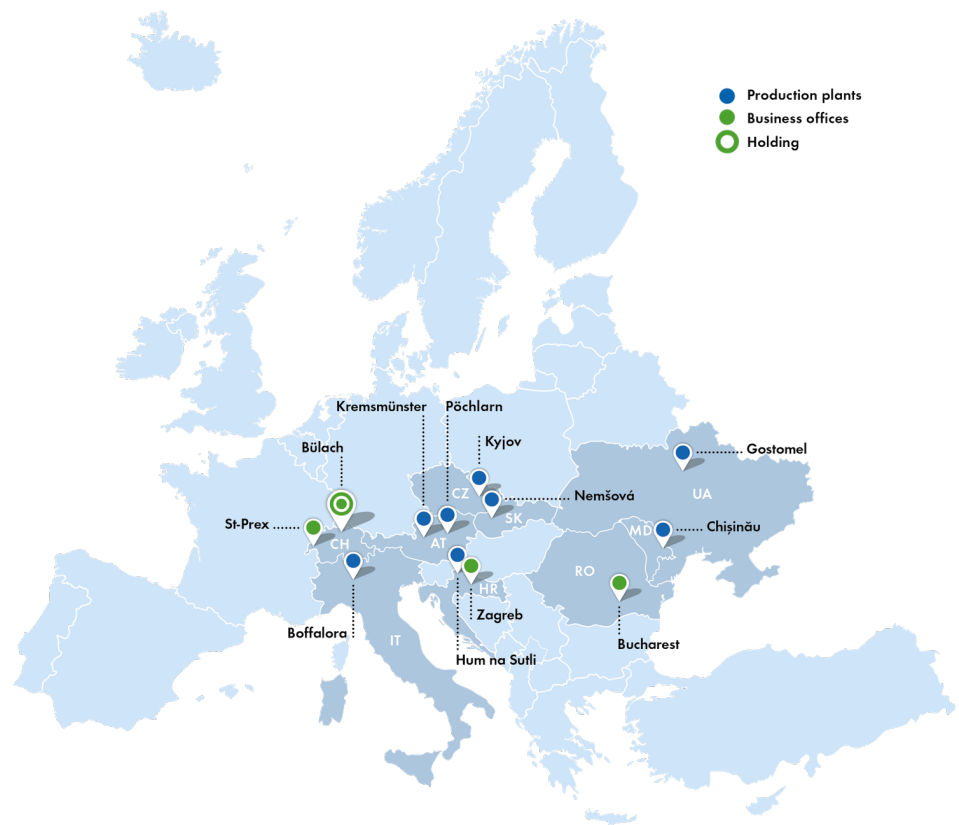 Production plants
Business offices
Holding
Kremsmünster
Pöchlarn
Kyjov
Bülach
Gostomel
CZ
Nemšová
UA
SK
St-Prex
Chișinău
MD
CH
AT
RO
HR
Zagreb
Boffalora
IT
Bucharest
Hum na Sutli